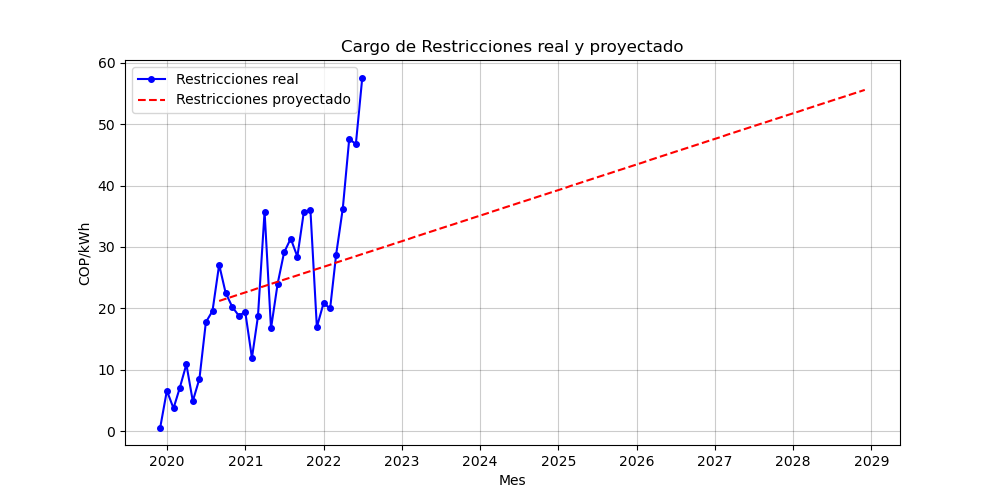 Cargo de Restricciones real y proyectado
Restricciones real
Restricciones proyectado
COP/kWh
60
50
40
30
20
10
0
2020 2021 2022 2023 2024 2025 2026 2027 2028 2029
Mes